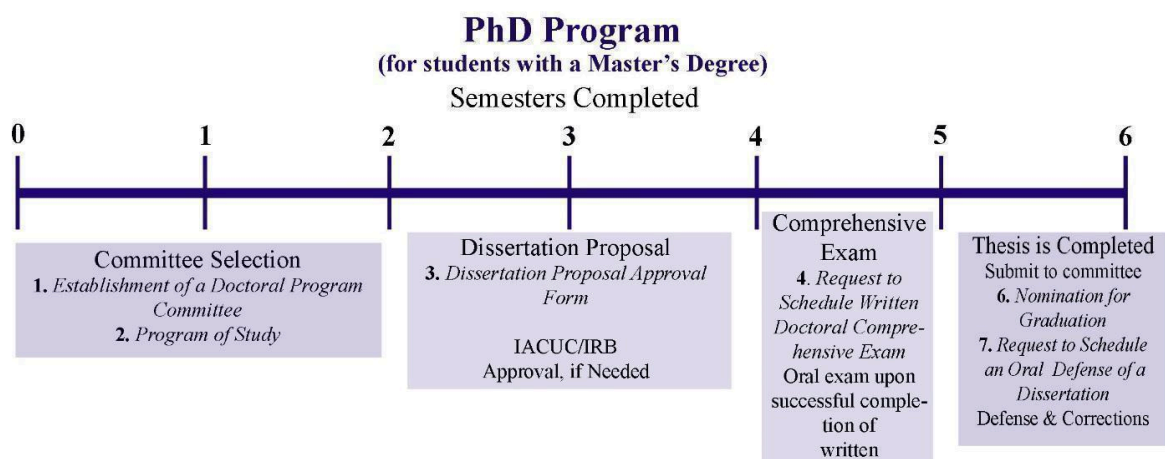 PhD Program
(for students with a Master's Degree)
Semesters Completed
0 1 2 3 4 5 6
Committee Selection
1. Establishment of a Doctoral Program
Committee
2. Program of Study
Dissertation Proposal
3. Dissertation Proposal Approval
Form
IACUC/IRB
Approval, if Needed
Comprehensive
Exam
4. Request to
Schedule Written
Doctoral Compre-
hensive Exam
Oral exam upon
successful comple-
tion of
written
Thesis is Completed
Submit to committee
6. Nomination for
Graduation
7. Request to Schedule
an Oral Defense of a
Dissertation
Defense & Corrections